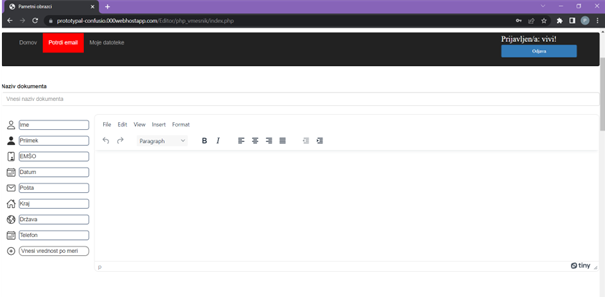 Pametni obrazci
prototypal-confusio.000webhostapp.com/Editor/php_vmesnik/index.php
P
Domov Potrdi email Moje datoteke
Prijavljen/a: vivi!
Odjava
Naziv dokumenta
Vnesi naziv dokumenta
Ime
Priimek
EMŠO
Datum
Pošta
Kraj
Država
Telefon
Vnesi vrednost po meri
File Edit View Insert Format
Paragraph B I
p
tiny